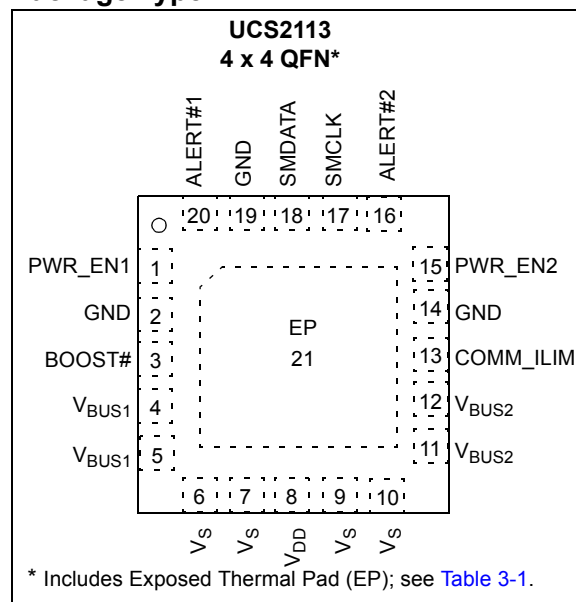 UCS2113
4 x 4 QFN*
ALERT#1
GND
SMDATA
SMCLK
ALERT#2
20 19 18 17 16
PWR_EN1 1 15 PWR_EN2
GND 2 14 GND
EP
BOOST# 3 21 13 COMM_ILIM
VBUS1 4 12 VBUS2
VBUS1 5 11 VBUS2
6 7 8 9 10
VS
VS
VDD
VS
VS
* Includes Exposed Thermal Pad (EP); see Table 3-1.